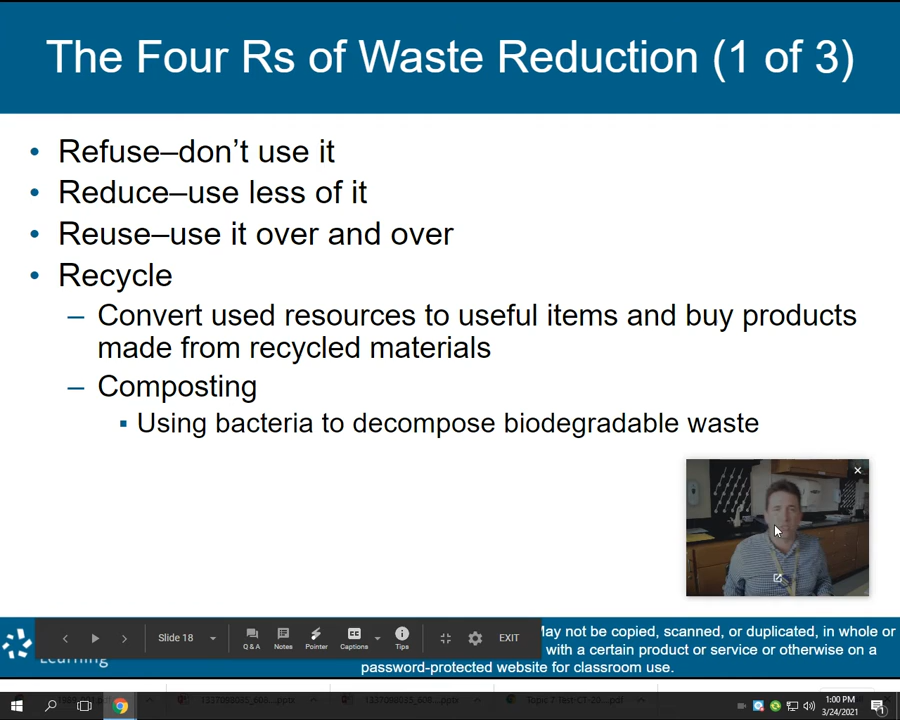 The Four Rs of Waste Reduction (1 of 3)
• Refuse–don't use it
• Reduce–use less of it
• Reuse–use it over and over
• Recycle
– Convert used resources to useful items and buy products
made from recycled materials
– Composting
▪ Using bacteria to decompose biodegradable waste
May not be copied, scanned, or duplicated, in whole or
with a certain product or service or otherwise on a
password-protected website for classroom use.
Learning
Slide 18
Q & A
Notes
Pointer
CC
Captions
Tips
EXIT
1:00 PM
3/24/2021